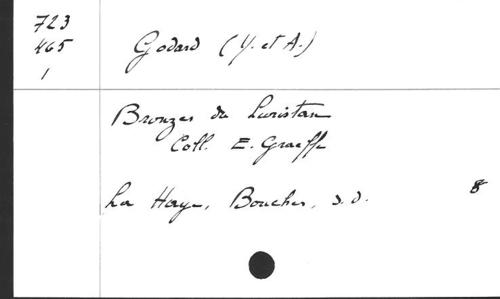 723
465
1
Godard (Y. et A.)
Bronzes du Luristan
Coll. E. Graeffe
La Haye, Boucher, s.d.
8